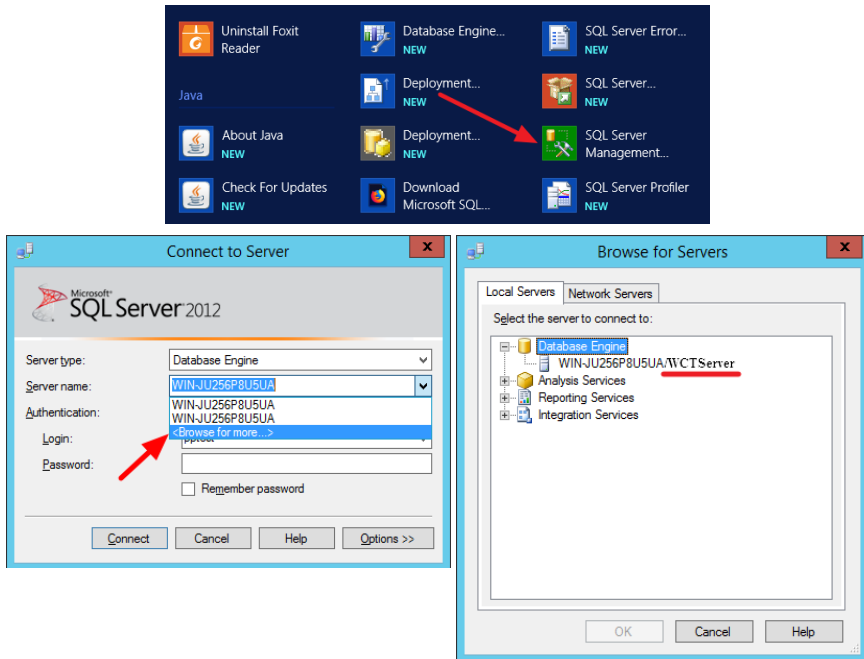 Uninstall Foxit
Reader
Database Engine...
NEW
SQL Server Error...
NEW
Java
Deployment...
NEW
SQL Server...
NEW
About Java
NEW
Deployment...
NEW
SQL Server
Management...
Check For Updates
NEW
Download
Microsoft SQL...
SQL Server Profiler
NEW
Connect to Server
x
Microsoft®
SQL Server 2012
Server type:
Database Engine
Server name:
WIN-JU256P8U5UA
WIN-JU256P8U5UA
WIN-JU256P8U5UA
<Browse for more...>
Authentication:
Login:
Password:
Remember password
Connect
Cancel
Help
Options >>
Browse for Servers
x
Local Servers
Network Servers
Select the server to connect to:
Database Engine
WIN-JU256P8U5UA/WCTServer
Analysis Services
Reporting Services
Integration Services
OK
Cancel
Help